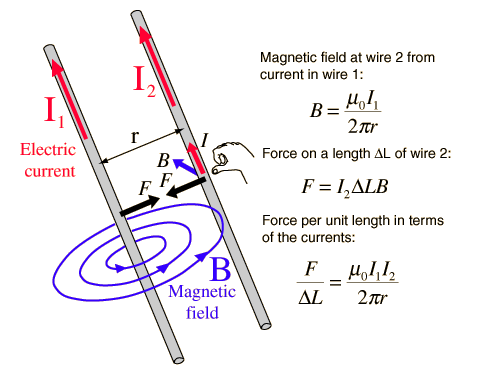 I₁
I₂
Electric
current
r
I
B
F
F
B
Magnetic
field
Magnetic field at wire 2 from
current in wire 1:
B = μ₀I₁ / 2πr
Force on a length ΔL of wire 2:
F = I₂ΔLB
Force per unit length in terms
of the currents:
F / ΔL = μ₀I₁I₂ / 2πr